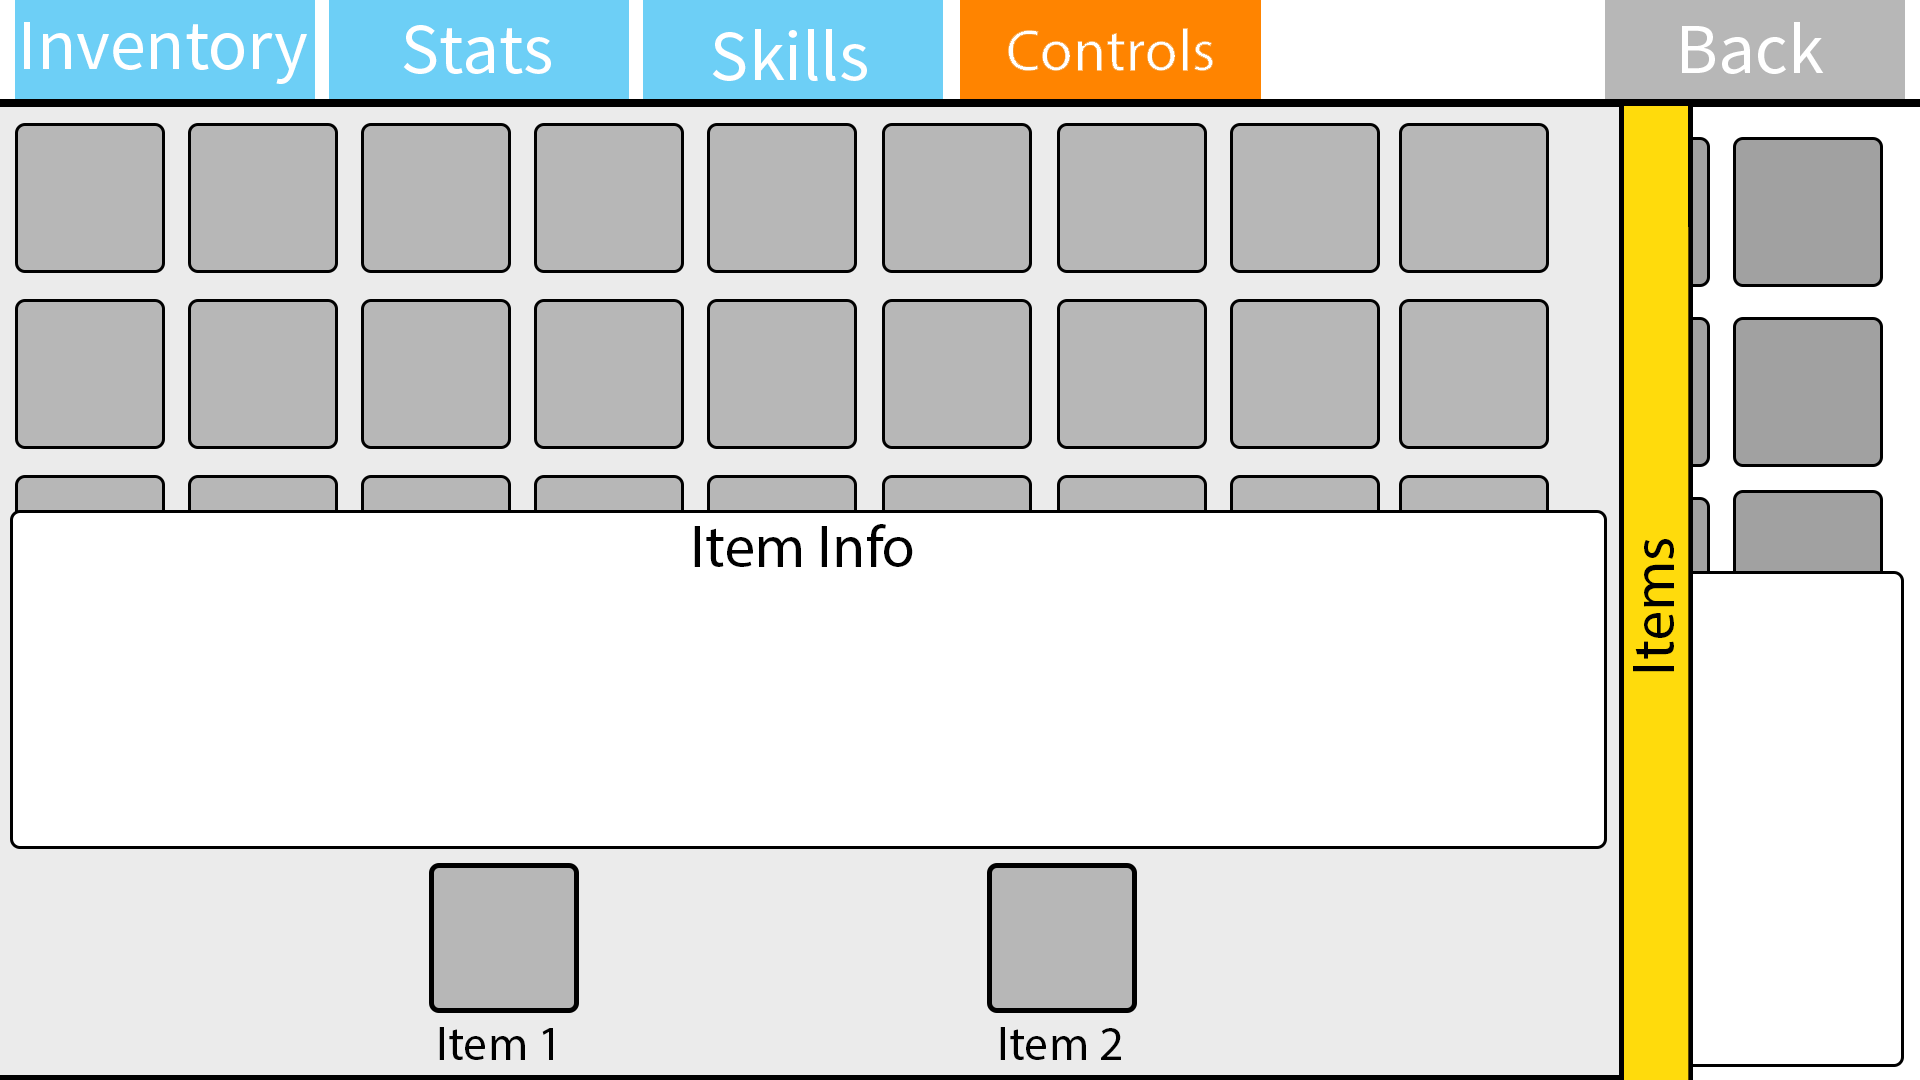 Inventory
Stats
Skills
Controls
Back
Item Info
Items
Item 1
Item 2